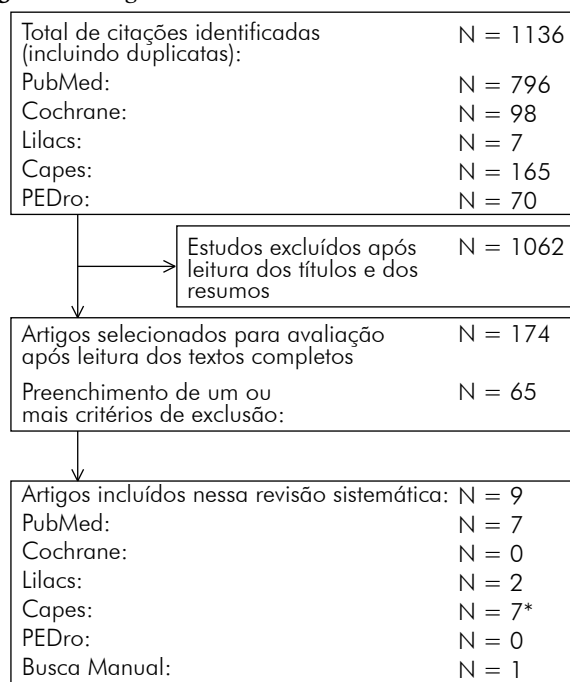 Total de citações identificadas N = 1136
(incluindo duplicatas):
PubMed: N = 796
Cochrane: N = 98
Lilacs: N = 7
Capes: N = 165
PEDro: N = 70
Estudos excluídos após N = 1062
leitura dos títulos e dos
resumos
Artigos selecionados para avaliação N = 174
após leitura dos textos completos
Preenchimento de um ou N = 65
mais critérios de exclusão:
Artigos incluídos nessa revisão sistemática: N = 9
PubMed: N = 7
Cochrane: N = 0
Lilacs: N = 2
Capes: N = 7*
PEDro: N = 0
Busca Manual: N = 1